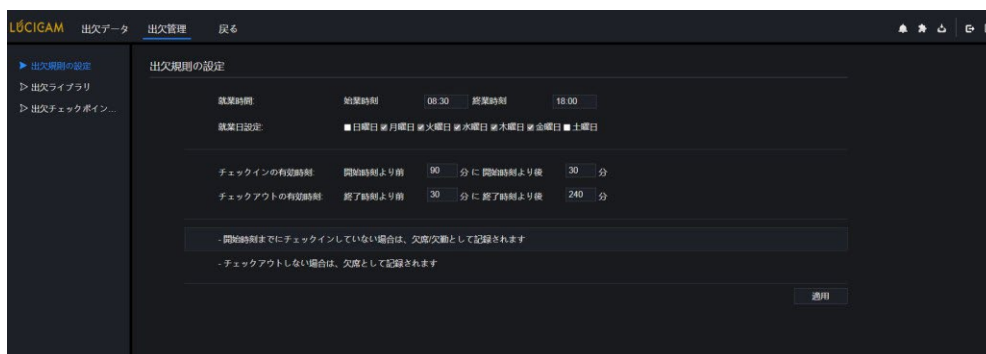 LÚCIGAM 出欠データ 出欠管理 戻る
出欠規則の設定
出欠ライブラリ
出欠チェックポイン...
出欠規則の設定
就業時間: 始業時刻 08:30 終業時刻 18:00
就業日設定: 日曜日 月曜日 火曜日 水曜日 木曜日 金曜日 土曜日
チェックインの有効時刻: 開始時刻より前 90 分 に 開始時刻より後 30 分
チェックアウトの有効時刻: 終了時刻より前 30 分 に 終了時刻より後 240 分
- 開始時刻までにチェックインしていない場合は、欠席/欠勤として記録されます
- チェックアウトしない場合は、欠席として記録されます
適用